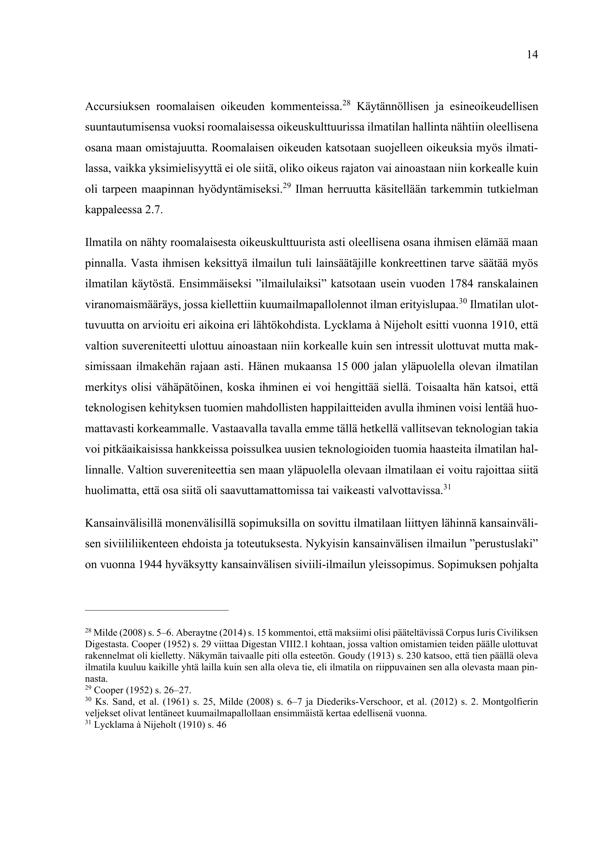 14
Accursiuksen roomalaisen oikeuden kommenteissa.28 Käytännöllisen ja esineoikeudellisen
suuntautumisensa vuoksi roomalaisessa oikeuskulttuurissa ilmatilan hallinta nähtiin oleellisena
osana maan omistajuutta. Roomalaisen oikeuden katsotaan suojelleen oikeuksia myös ilmati-
lassa, vaikka yksimielisyyttä ei ole siitä, oliko oikeus rajaton vai ainoastaan niin korkealle kuin
oli tarpeen maapinnan hyödyntämiseksi.29 Ilman herruutta käsitellään tarkemmin tutkielman
kappaleessa 2.7.
Ilmatila on nähty roomalaisesta oikeuskulttuurista asti oleellisena osana ihmisen elämää maan
pinnalla. Vasta ihmisen keksittyä ilmailun tuli lainsäätäjille konkreettinen tarve säätää myös
ilmatilan käytöstä. Ensimmäiseksi ”ilmailulaiksi” katsotaan usein vuoden 1784 ranskalainen
viranomaismääräys, jossa kiellettiin kuumailmapallolennot ilman erityislupaa.30 Ilmatilan ulot-
tuvuutta on arvioitu eri aikoina eri lähtökohdista. Lycklama à Nijeholt esitti vuonna 1910, että
valtion suvereniteetti ulottuu ainoastaan niin korkealle kuin sen intressit ulottuvat mutta mak-
simissaan ilmakehän rajaan asti. Hänen mukaansa 15 000 jalan yläpuolella olevan ilmatilan
merkitys olisi vähäpätöinen, koska ihminen ei voi hengittää siellä. Toisaalta hän katsoi, että
teknologisen kehityksen tuomien mahdollisten happilaitteiden avulla ihminen voisi lentää huo-
mattavasti korkeammalle. Vastaavalla tavalla emme tällä hetkellä vallitsevan teknologian takia
voi pitkäaikaisissa hankkeissa poissulkea uusien teknologioiden tuomia haasteita ilmatilan hal-
linnalle. Valtion suvereniteettia sen maan yläpuolella olevaan ilmatilaan ei voitu rajoittaa siitä
huolimatta, että osa siitä oli saavuttamattomissa tai vaikeasti valvottavissa.31
Kansainvälisillä monenvälisillä sopimuksilla on sovittu ilmatilaan liittyen lähinnä kansainväli-
sen siviililiikenteen ehdoista ja toteutuksesta. Nykyisin kansainvälisen ilmailun ”perustuslaki”
on vuonna 1944 hyväksytty kansainvälisen siviili-ilmailun yleissopimus. Sopimuksen pohjalta
28 Milde (2008) s. 5–6. Aberaytne (2014) s. 15 kommentoi, että maksiimi olisi pääteltävissä Corpus Iuris Civiliksen
Digestasta. Cooper (1952) s. 29 viittaa Digestan VIII2.1 kohtaan, jossa valtion omistamien teiden päälle ulottuvat
rakennelmat oli kielletty. Näkymän taivaalle piti olla esteetön. Goudy (1913) s. 230 katsoo, että tien päällä oleva
ilmatila kuuluu kaikille yhtä lailla kuin sen alla oleva tie, eli ilmatila on riippuvainen sen alla olevasta maan pin-
nasta.
29 Cooper (1952) s. 26–27.
30 Ks. Sand, et al. (1961) s. 25, Milde (2008) s. 6–7 ja Diederiks-Verschoor, et al. (2012) s. 2. Montgolfierin
veljekset olivat lentäneet kuumailmapallollaan ensimmäistä kertaa edellisenä vuonna.
31 Lycklama à Nijeholt (1910) s. 46